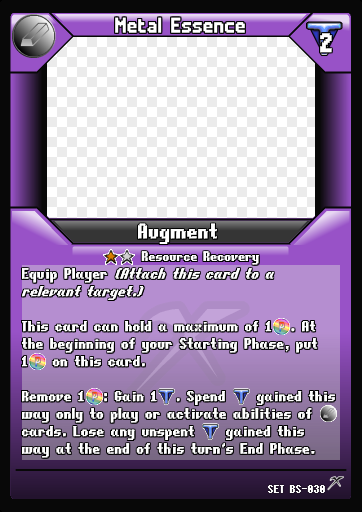 Metal Essence
2
Augment
Resource Recovery
Equip Player (Attach this card to a
relevant target.)
This card can hold a maximum of 1. At
the beginning of your Starting Phase, put
1 on this card.
Remove 1: Gain 1. Spend gained this
way only to play or activate abilities of
cards. Lose any unspent gained this
way at the end of this turn's End Phase.
SET BS-030